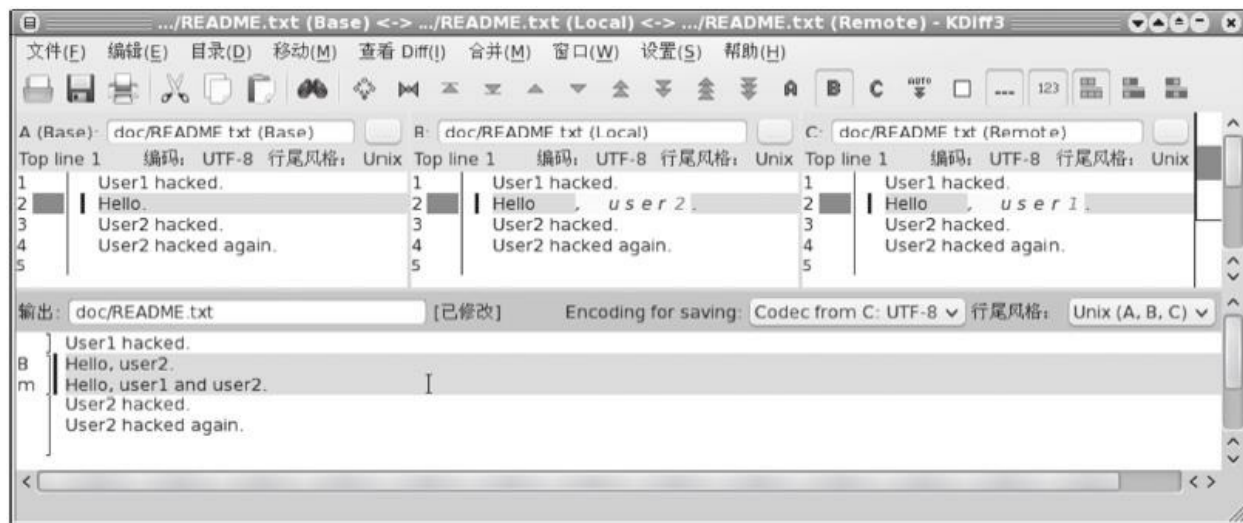 .../README.txt (Base) <-> .../README.txt (Local) <-> .../README.txt (Remote) - KDiff3
文件(F) 编辑(E) 目录(D) 移动(M) 查看 Diff(I) 合并(M) 窗口(W) 设置(S) 帮助(H)
A B C AUTO --- 123
A (Base): doc/README.txt (Base) B: doc/README.txt (Local) C: doc/README.txt (Remote)
Top line 1 编码: UTF-8 行尾风格: Unix Top line 1 编码: UTF-8 行尾风格: Unix Top line 1 编码: UTF-8 行尾风格: Unix
1 User1 hacked. 1 User1 hacked. 1 User1 hacked.
2 Hello. 2 Hello , user2. 2 Hello , user1.
3 User2 hacked. 3 User2 hacked. 3 User2 hacked.
4 User2 hacked again. 4 User2 hacked again. 4 User2 hacked again.
5 5 5
输出: doc/README.txt [已修改] Encoding for saving: Codec from C: UTF-8 行尾风格: Unix (A, B, C)
User1 hacked.
B Hello, user2.
m Hello, user1 and user2.
User2 hacked.
User2 hacked again.